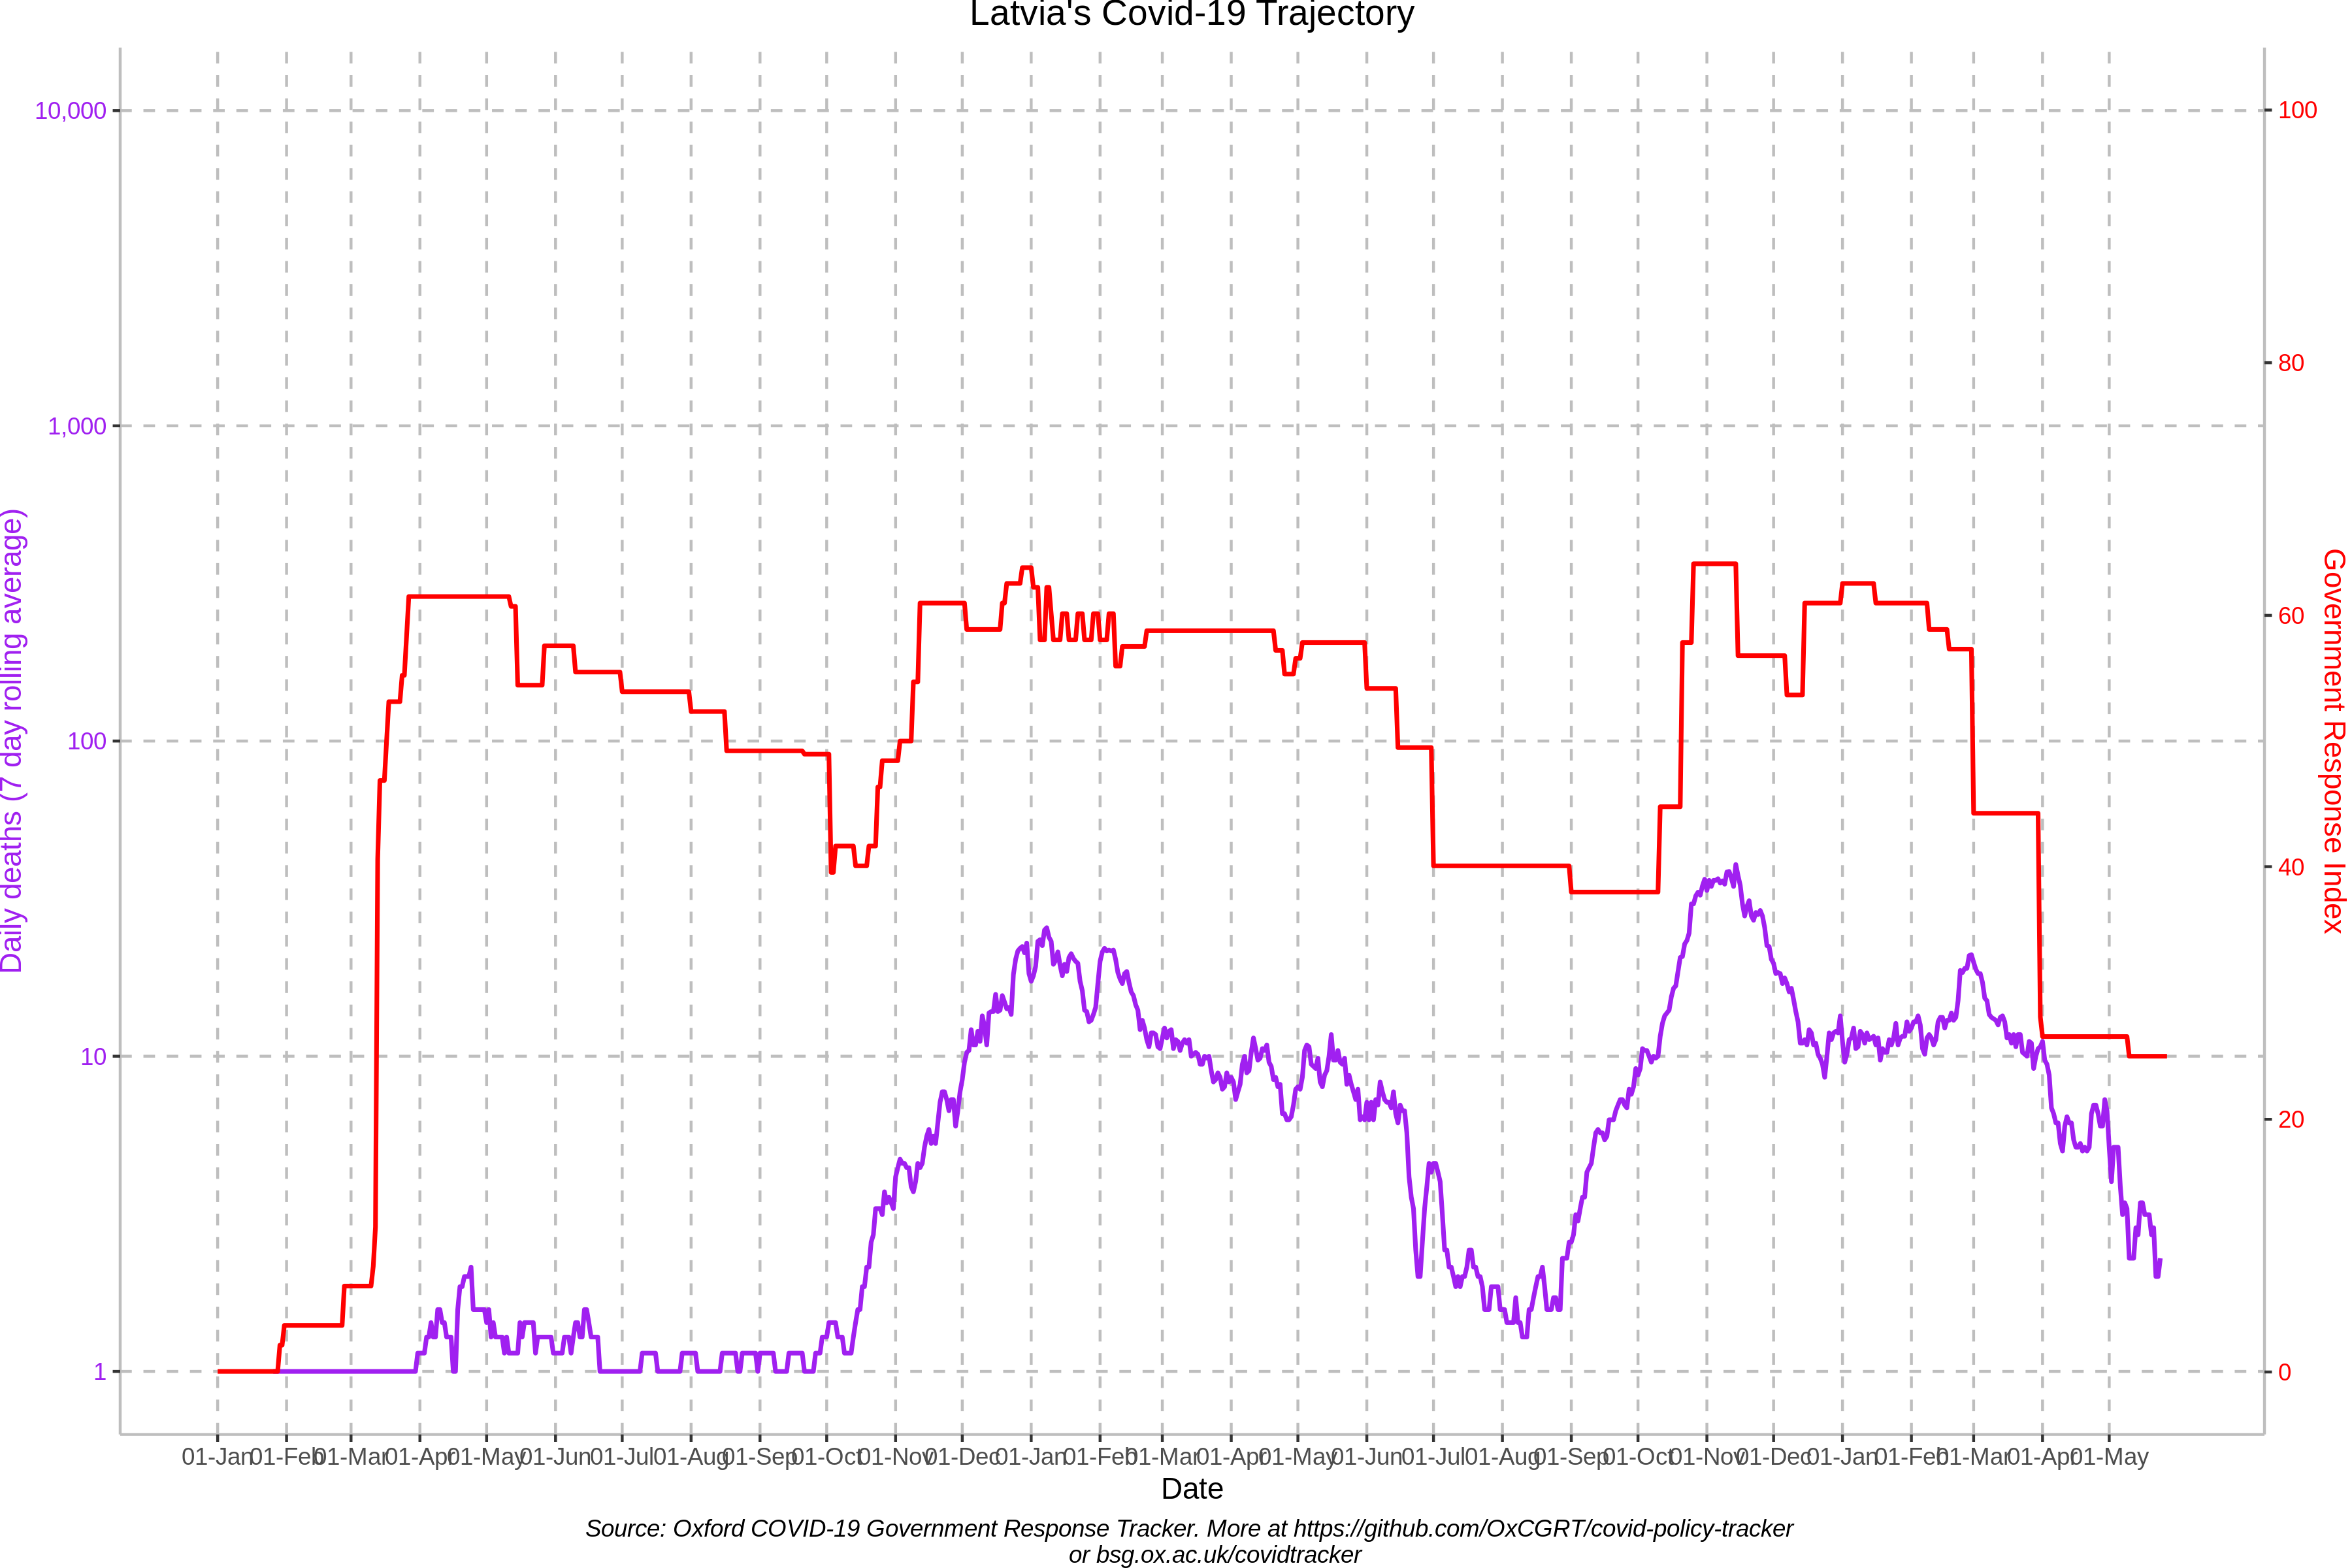 Latvia's Covid-19 Trajectory
10,000
1,000
100
10
1
Daily deaths (7 day rolling average)
100
80
60
40
20
0
Government Response Index
01-Jan 01-Feb 01-Mar 01-Apr 01-May 01-Jun 01-Jul 01-Aug 01-Sep 01-Oct 01-Nov 01-Dec 01-Jan 01-Feb 01-Mar 01-Apr 01-May 01-Jun 01-Jul 01-Aug 01-Sep 01-Oct 01-Nov 01-Dec 01-Jan 01-Feb 01-Mar 01-Apr 01-May
Date
Source: Oxford COVID-19 Government Response Tracker. More at https://github.com/OxCGRT/covid-policy-tracker
or bsg.ox.ac.uk/covidtracker